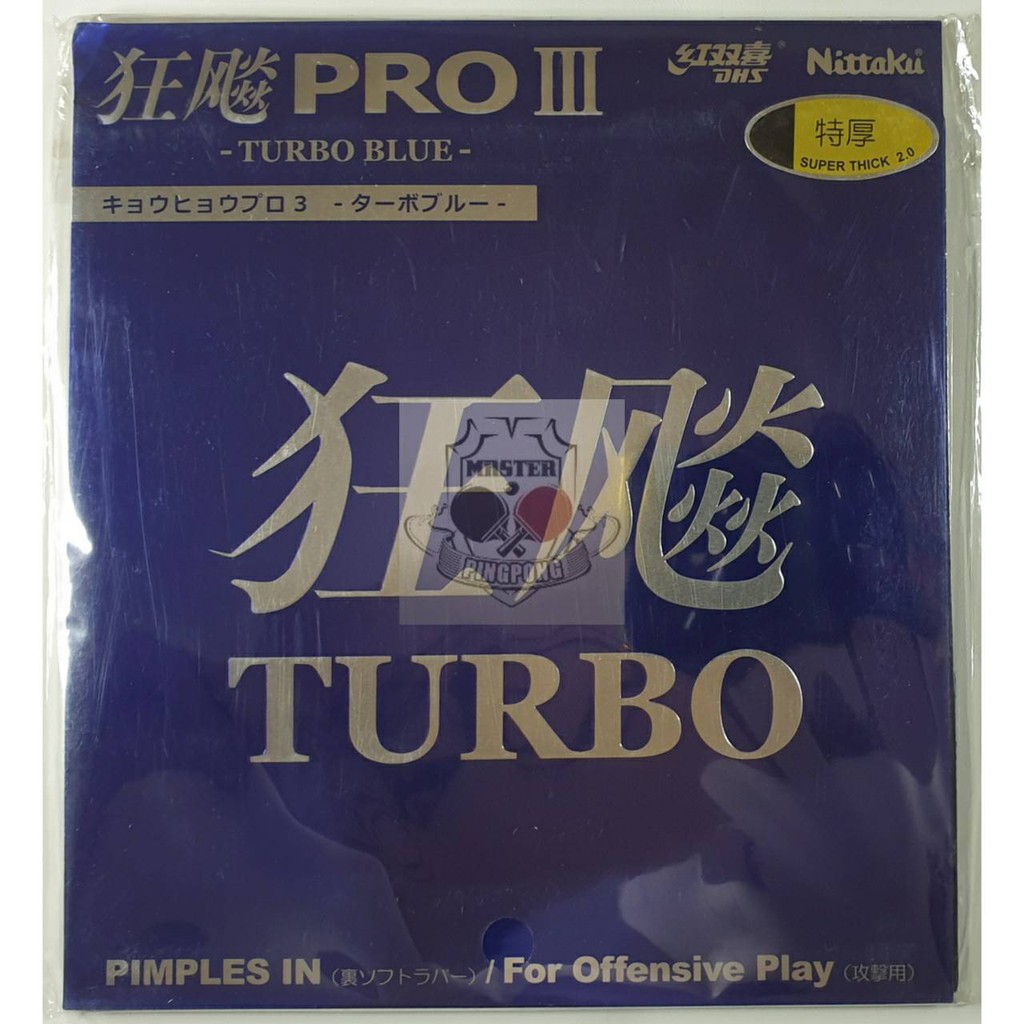 狂飚 PRO III
红双喜
DHS
Nittaku
- TURBO BLUE -
特厚
SUPER THICK 2.0
キョウヒョウプロ3 -ターボブルー-
狂飚
MASTER
PINGPONG
TURBO
PIMPLES IN (裏ソフトラバー) / For Offensive Play (攻撃用)